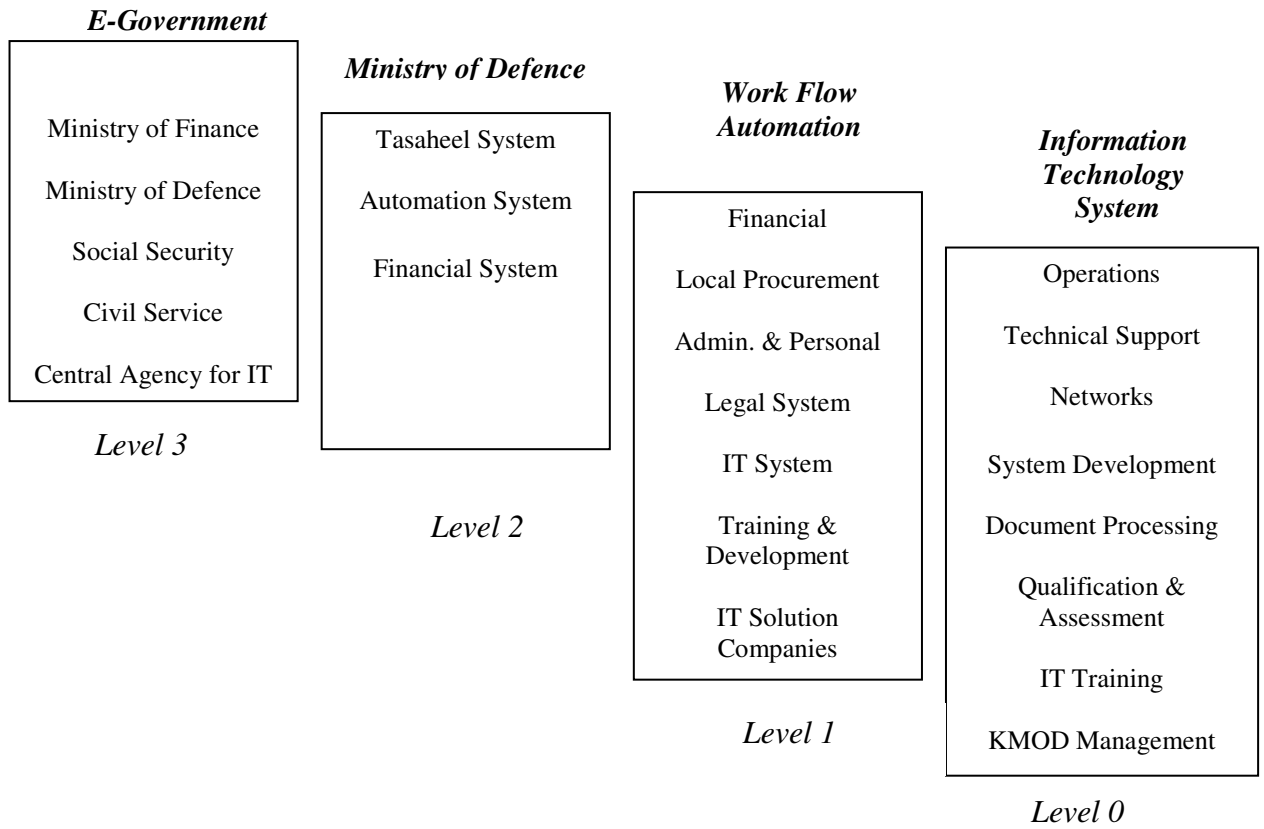 E-Government
Ministry of Finance
Ministry of Defence
Social Security
Civil Service
Central Agency for IT
Level 3
Ministry of Defence
Tasaheel System
Automation System
Financial System
Level 2
Work Flow
Automation
Financial
Local Procurement
Admin. & Personal
Legal System
IT System
Training &
Development
IT Solution
Companies
Level 1
Information
Technology
System
Operations
Technical Support
Networks
System Development
Document Processing
Qualification &
Assessment
IT Training
KMOD Management
Level 0